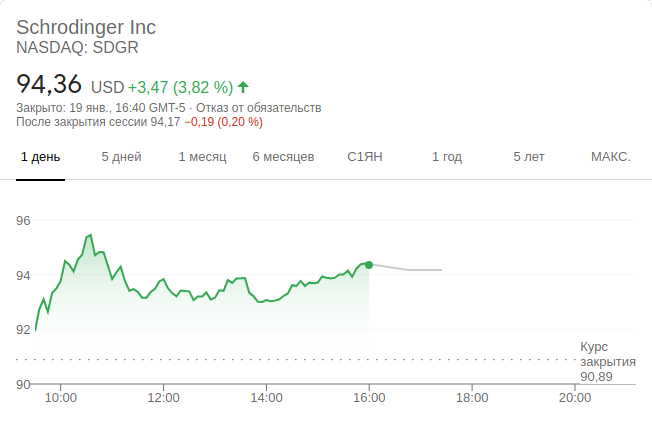 Schrodinger Inc
NASDAQ: SDGR
94,36 USD +3,47 (3,82 %)
Закрыто: 19 янв., 16:40 GMT-5 · Отказ от обязательств
После закрытия сессии 94,17 −0,19 (0,20 %)
1 день 5 дней 1 месяц 6 месяцев С1ЯН 1 год 5 лет МАКС.
96
94
92
Курс
закрытия
90,89
90
10:00 12:00 14:00 16:00 18:00 20:00